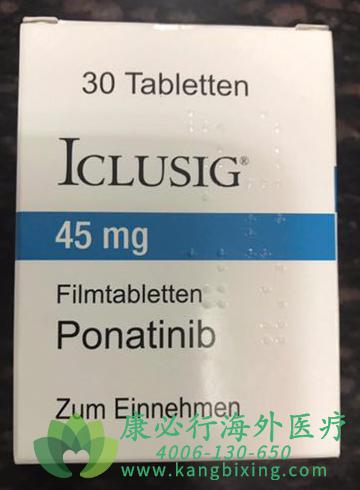 30 Tabletten
ICLUSIG®
45 mg
Filmtabletten
Ponatinib
Zum Einnehmen
康必行海外医疗
4006-130-650
www.kangbixing.com